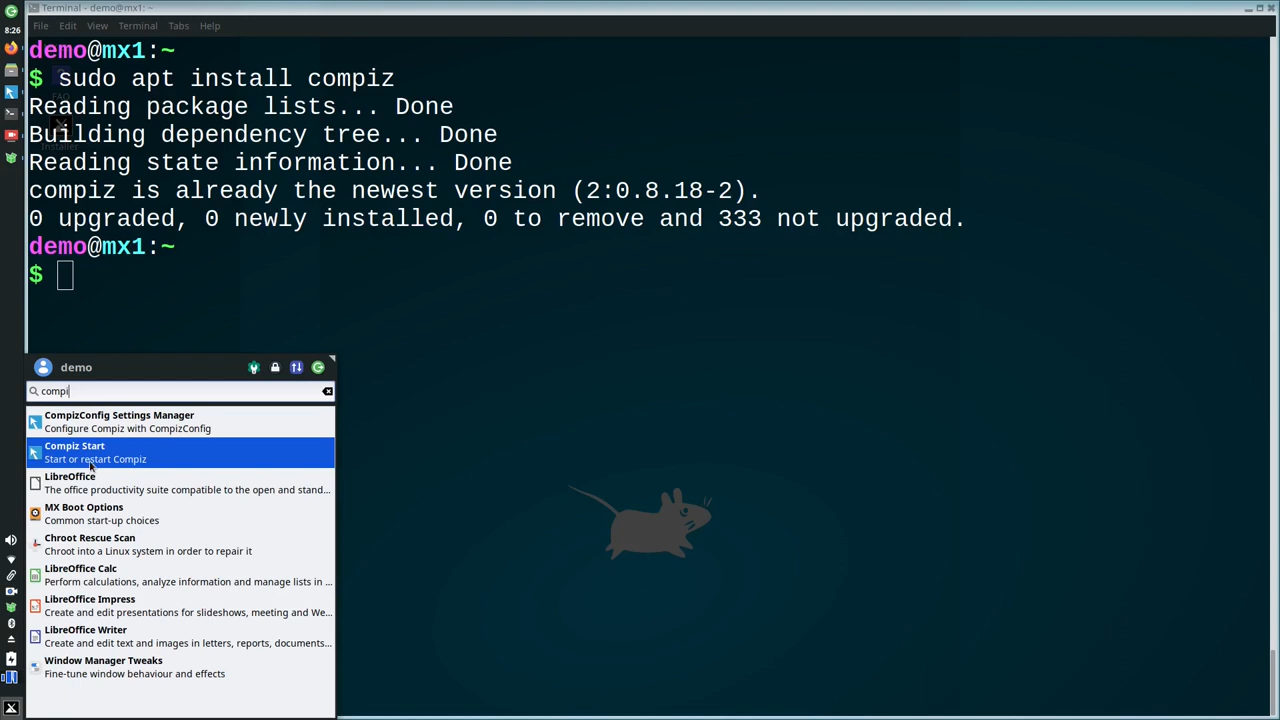 Terminal - demo@mx1: ~
8:26
File Edit View Terminal Tabs Help
demo@mx1:~
$ sudo apt install compiz
Reading package lists... Done
Building dependency tree... Done
Reading state information... Done
compiz is already the newest version (2:0.8.18-2).
0 upgraded, 0 newly installed, 0 to remove and 333 not upgraded.
demo@mx1:~
$
FAQ
Installer
demo
compi
CompizConfig Settings Manager
Configure Compiz with CompizConfig
Compiz Start
Start or restart Compiz
LibreOffice
The office productivity suite compatible to the open and stand...
MX Boot Options
Common start-up choices
Chroot Rescue Scan
Chroot into a Linux system in order to repair it
LibreOffice Calc
Perform calculations, analyze information and manage lists in ...
LibreOffice Impress
Create and edit presentations for slideshows, meeting and We...
LibreOffice Writer
Create and edit text and images in letters, reports, documents...
Window Manager Tweaks
Fine-tune window behaviour and effects